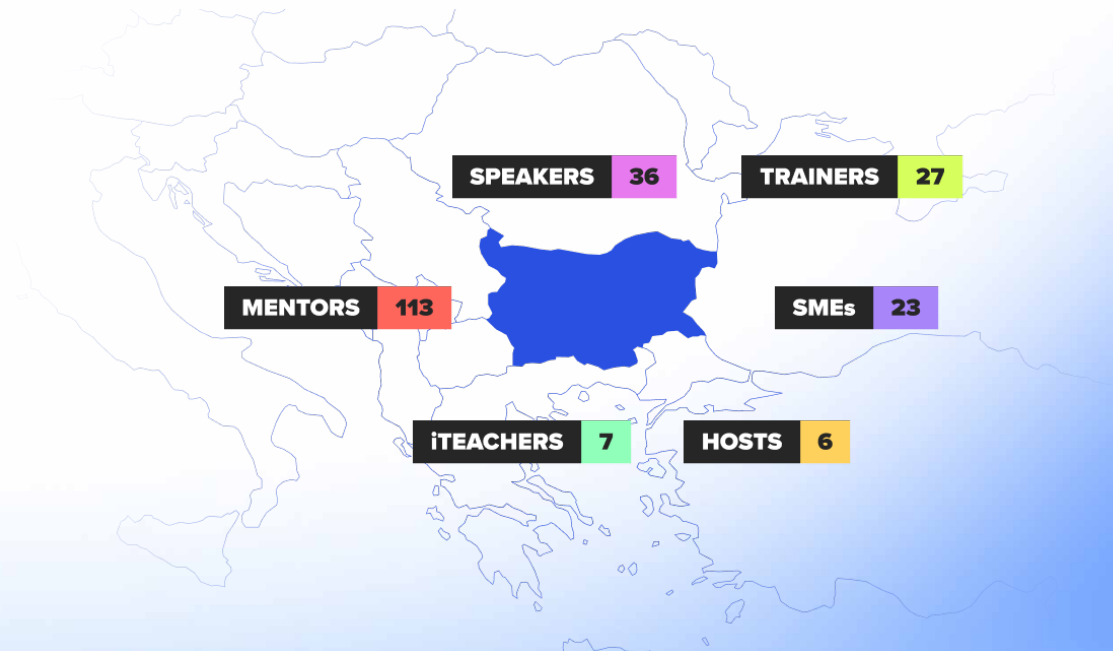 SPEAKERS 36
TRAINERS 27
MENTORS 113
SMEs 23
iTEACHERS 7
HOSTS 6